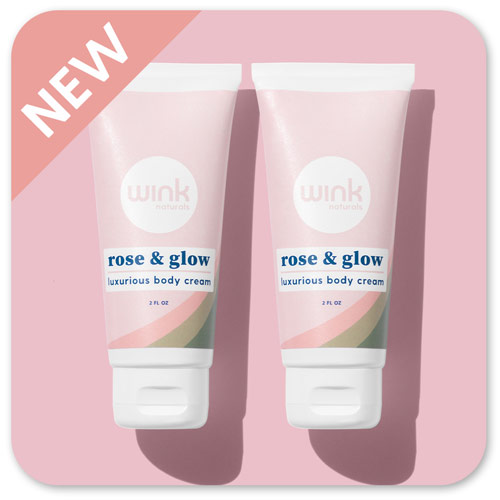 NEW
wink
naturals
rose & glow
luxurious body cream
2 FL OZ
wink
naturals
rose & glow
luxurious body cream
2 FL OZ